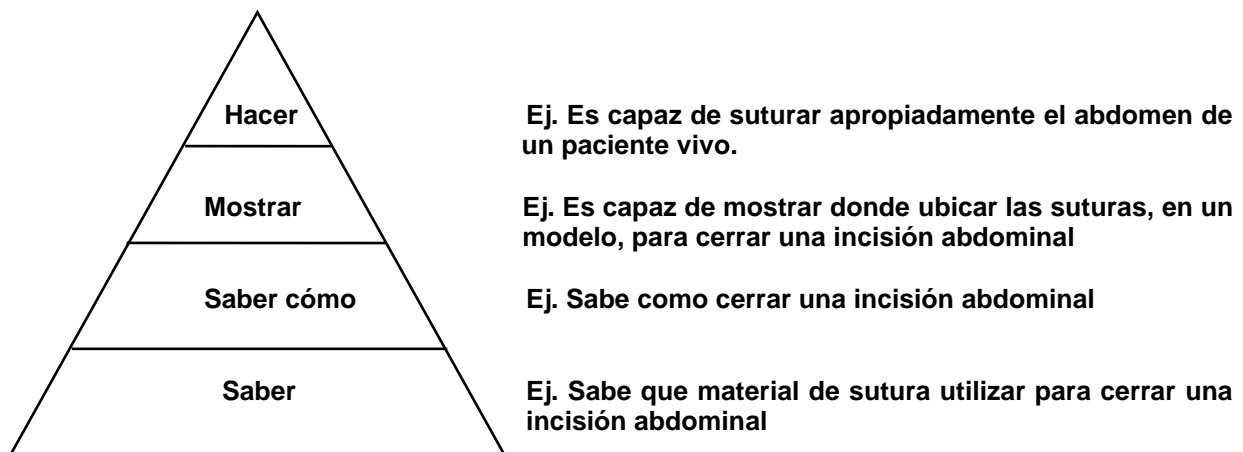 Hacer
Ej. Es capaz de suturar apropiadamente el abdomen de
un paciente vivo.
Mostrar
Ej. Es capaz de mostrar donde ubicar las suturas, en un
modelo, para cerrar una incisión abdominal
Saber cómo
Ej. Sabe como cerrar una incisión abdominal
Saber
Ej. Sabe que material de sutura utilizar para cerrar una
incisión abdominal